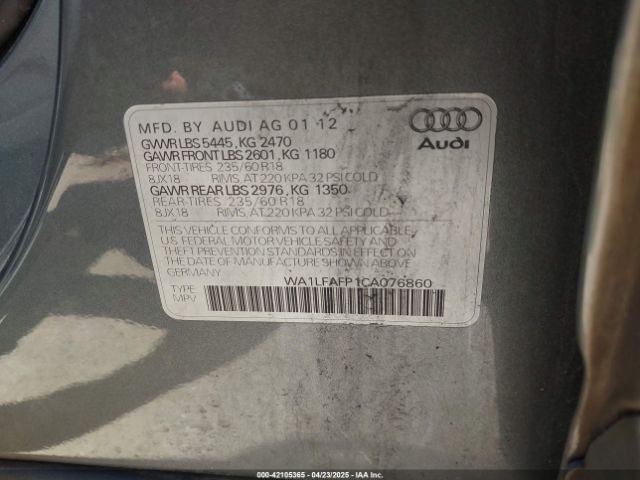 MFD. BY AUDI AG 01 12
GVWR LBS 5445, KG 2470
GAWR FRONT LBS 2601, KG 1180
FRONT-TIRES 235/60 R18
8JX18 RIMS, AT 220 KPA 32 PSI COLD
GAWR REAR LBS 2976, KG 1350
REAR-TIRES 235/60 R18
8JX18 RIMS, AT 220 KPA 32 PSI COLD
Audi
THIS VEHICLE CONFORMS TO ALL APPLICABLE
U.S. FEDERAL MOTOR VEHICLE SAFETY AND
THEFT PREVENTION STANDARDS IN EFFECT ON
THE DATE OF MANUFACTURE SHOWN ABOVE
GERMANY
WA1LFAFP1CA076860
TYPE
MPV
000-42105365 - 04/23/2025 - IAA Inc.